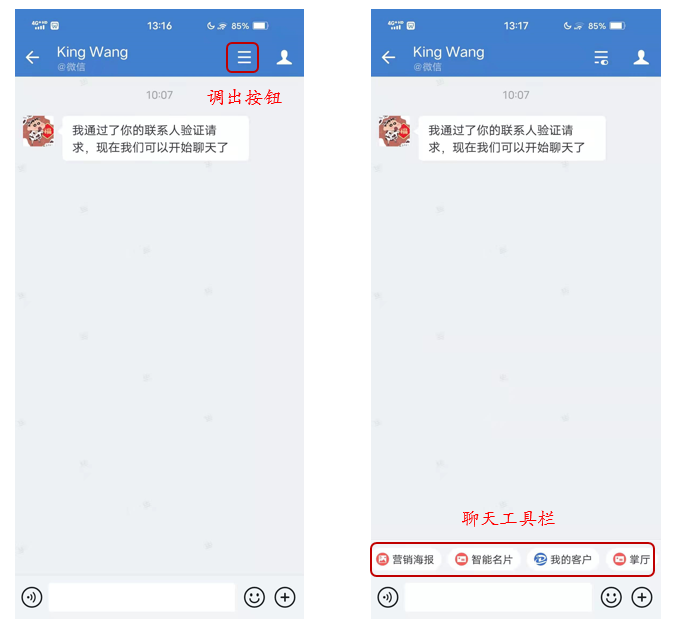 4G+ 13:16 85%
King Wang
@微信
10:07
调出按钮
我通过了你的联系人验证请
求，现在我们可以开始聊天了
4G+ 13:17 85%
King Wang
@微信
10:07
我通过了你的联系人验证请
求，现在我们可以开始聊天了
聊天工具栏
营销海报 智能名片 我的客户 掌厅